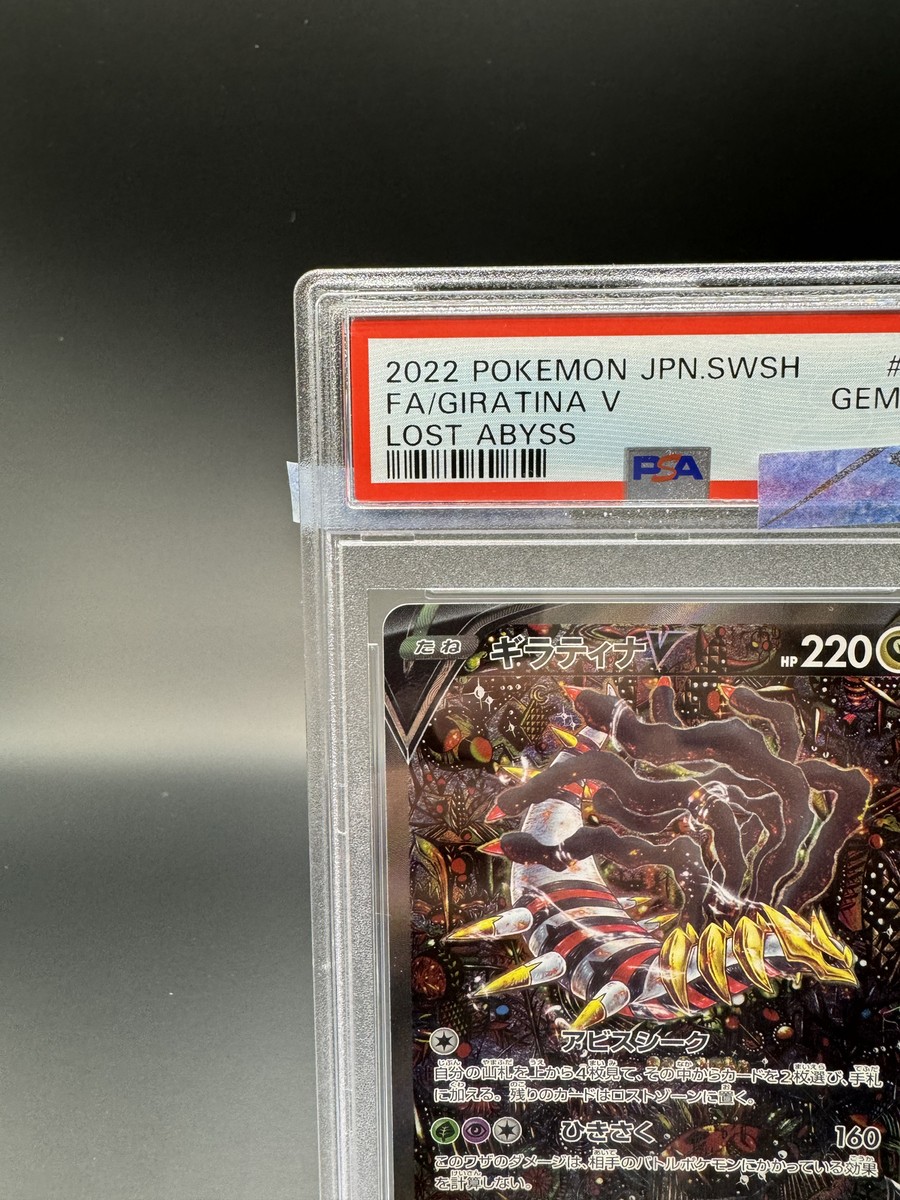 2022 POKEMON JPN.SWSH #
FA/GIRATINA V GEM
LOST ABYSS
PSA
たね ギラティナV HP 220
アビスシーク
自分の山札を上から4枚見て、その中からカードを2枚選び、手札
に加える。残りのカードはロストゾーンに置く。
ひきさく 160
このワザのダメージは、相手のバトルポケモンにかかっている効果
を計算しない。